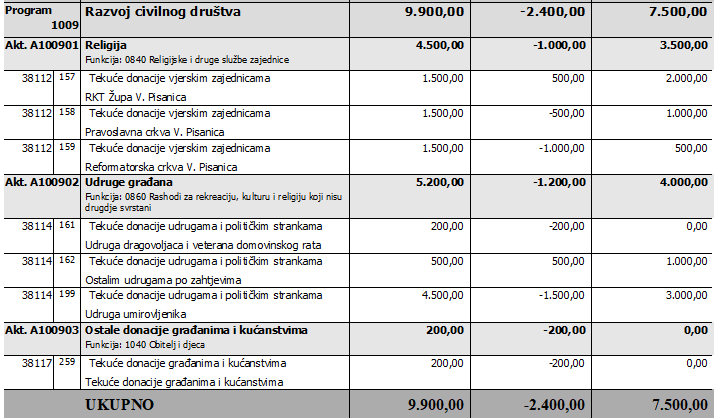 Program 1009 Razvoj civilnog društva 9.900,00 -2.400,00 7.500,00
Akt. A100901 Religija 4.500,00 -1.000,00 3.500,00
Funkcija: 0840 Religijske i druge službe zajednice
38112 157 Tekuće donacije vjerskim zajednicama 1.500,00 500,00 2.000,00
RKT Župa V. Pisanica
38112 158 Tekuće donacije vjerskim zajednicama 1.500,00 -500,00 1.000,00
Pravoslavna crkva V. Pisanica
38112 159 Tekuće donacije vjerskim zajednicama 1.500,00 -1.000,00 500,00
Reformatorska crkva V. Pisanica
Akt. A100902 Udruge građana 5.200,00 -1.200,00 4.000,00
Funkcija: 0860 Rashodi za rekreaciju, kulturu i religiju koji nisu
drugdje svrstani
38114 161 Tekuće donacije udrugama i političkim strankama 200,00 -200,00 0,00
Udruga dragovoljaca i veterana domovinskog rata
38114 162 Tekuće donacije udrugama i političkim strankama 500,00 500,00 1.000,00
Ostalim udrugama po zahtjevima
38114 199 Tekuće donacije udrugama i političkim strankama 4.500,00 -1.500,00 3.000,00
Udruga umirovljenika
Akt. A100903 Ostale donacije građanima i kućanstvima 200,00 -200,00 0,00
Funkcija: 1040 Obitelj i djeca
38117 259 Tekuće donacije građanima i kućanstvima 200,00 -200,00 0,00
Tekuće donacije građanima i kućanstvima
UKUPNO 9.900,00 -2.400,00 7.500,00